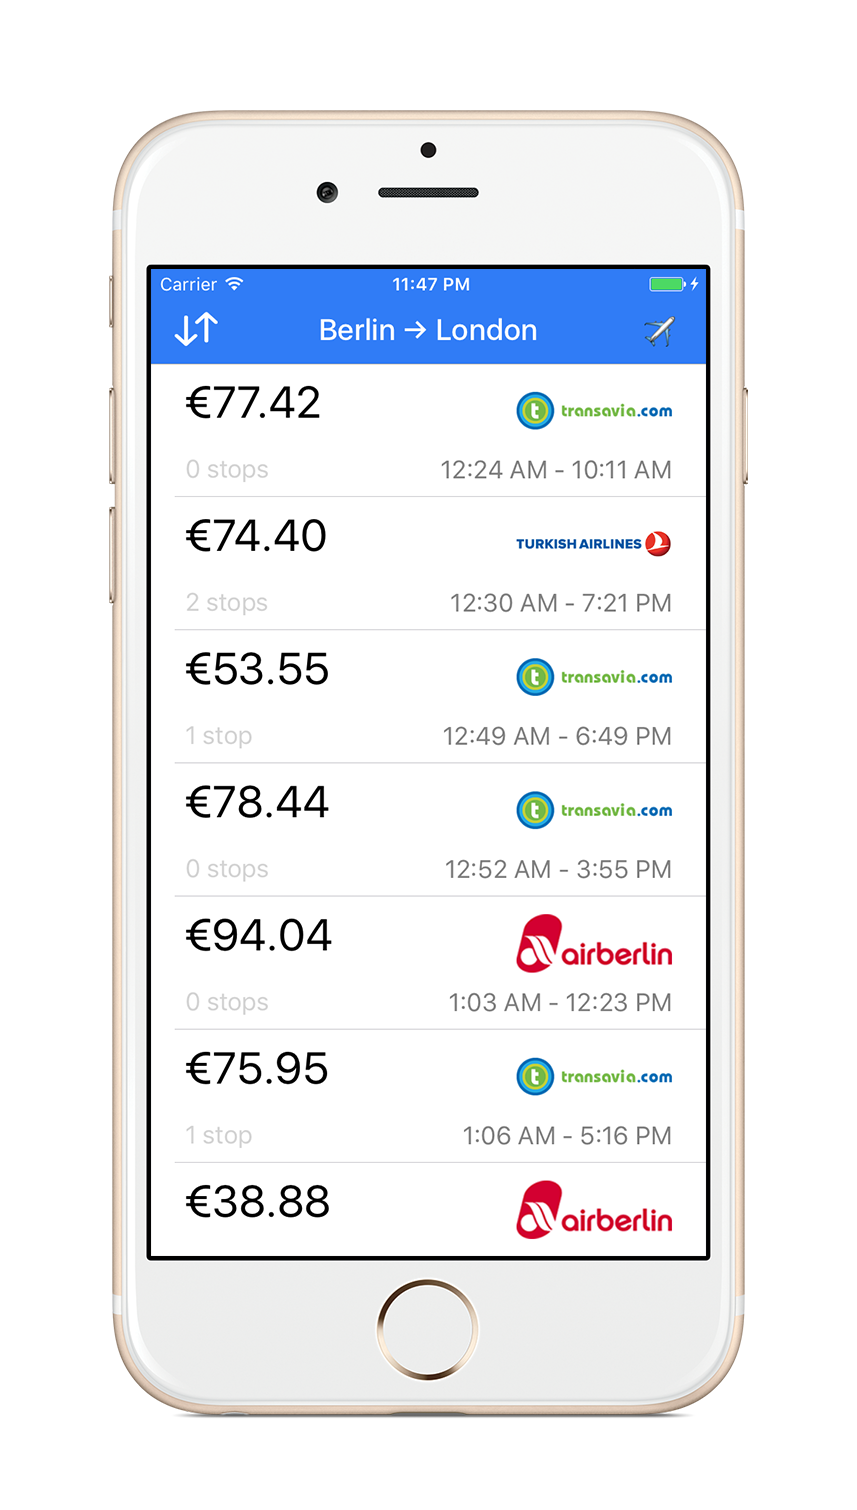 Carrier 11:47 PM
Berlin → London
€77.42 t transavia.com
0 stops 12:24 AM - 10:11 AM
€74.40 TURKISH AIRLINES
2 stops 12:30 AM - 7:21 PM
€53.55 t transavia.com
1 stop 12:49 AM - 6:49 PM
€78.44 t transavia.com
0 stops 12:52 AM - 3:55 PM
€94.04 airberlin
0 stops 1:03 AM - 12:23 PM
€75.95 t transavia.com
1 stop 1:06 AM - 5:16 PM
€38.88 airberlin